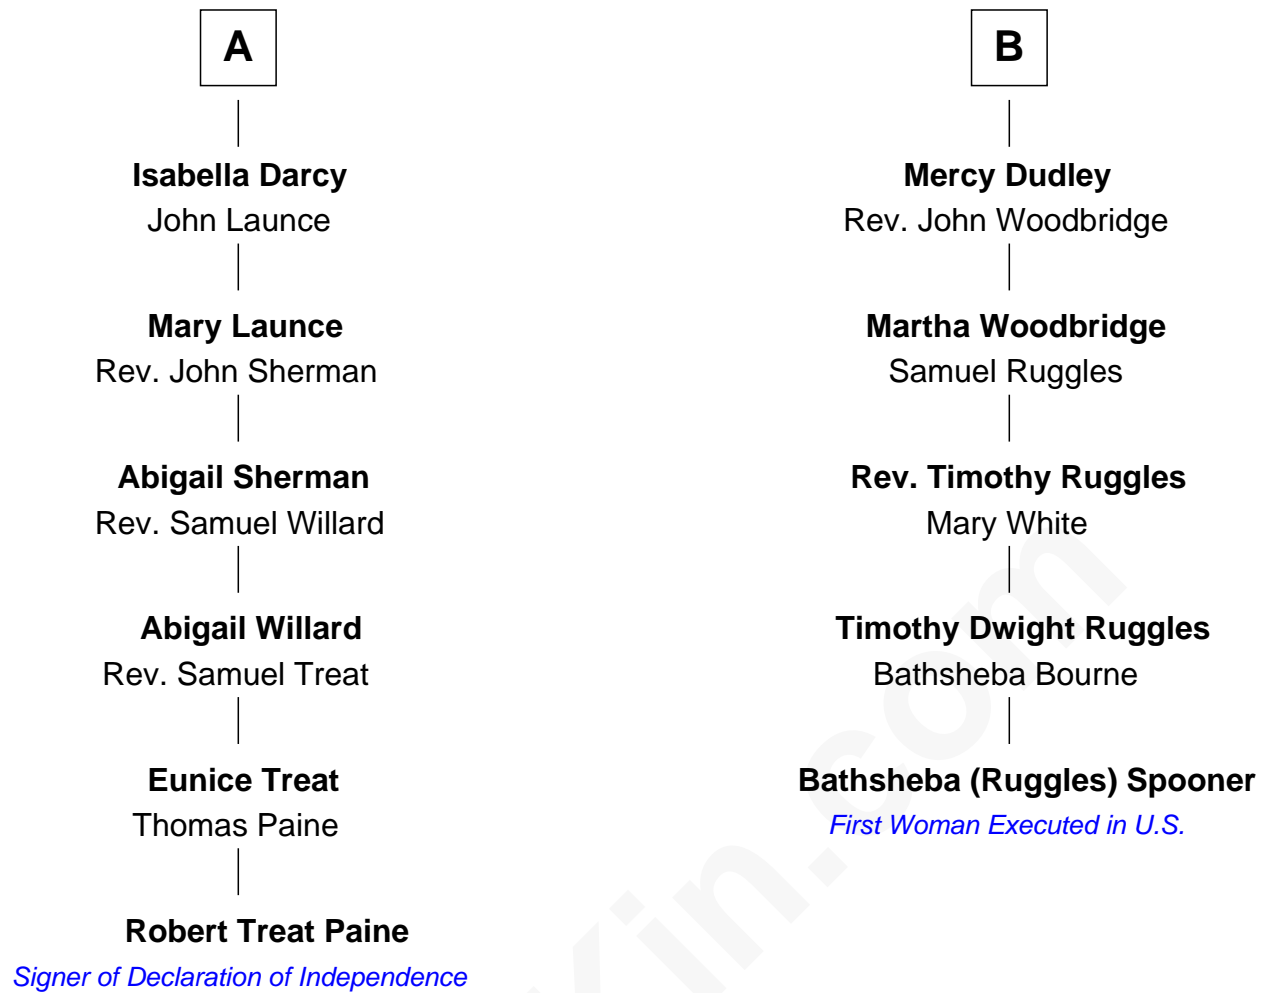 A
Isabella Darcy
John Launce
Mary Launce
Rev. John Sherman
Abigail Sherman
Rev. Samuel Willard
Abigail Willard
Rev. Samuel Treat
Eunice Treat
Thomas Paine
Robert Treat Paine
Signer of Declaration of Independence
B
Mercy Dudley
Rev. John Woodbridge
Martha Woodbridge
Samuel Ruggles
Rev. Timothy Ruggles
Mary White
Timothy Dwight Ruggles
Bathsheba Bourne
Bathsheba (Ruggles) Spooner
First Woman Executed in U.S.